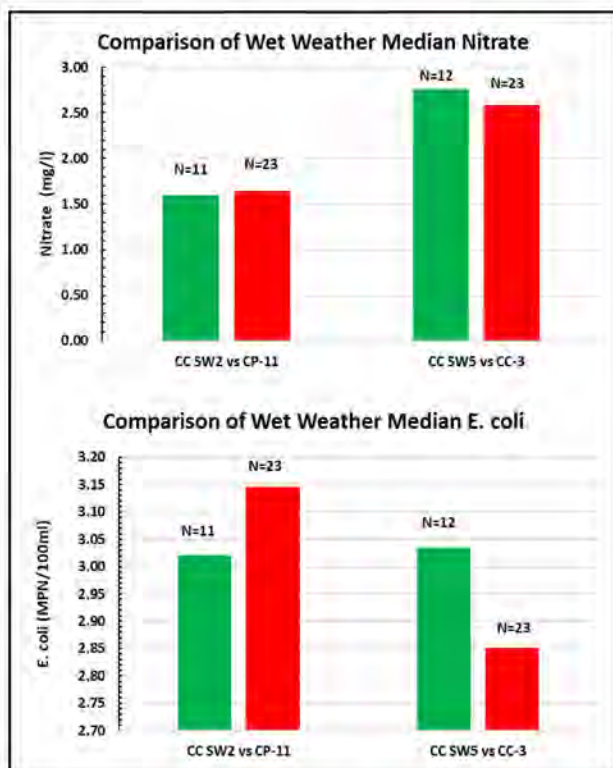 Comparison of Wet Weather Median Nitrate
3.00
2.50
2.00
1.50
1.00
0.50
0.00
Nitrate (mg/l)
N=11
N=23
N=12
N=23
CC SW2 vs CP-11
CC SW5 vs CC-3
Comparison of Wet Weather Median E. coli
3.20
3.15
3.10
3.05
3.00
2.95
2.90
2.85
2.80
2.75
2.70
E. coli (MPN/100ml)
N=11
N=23
N=12
N=23
CC SW2 vs CP-11
CC SW5 vs CC-3